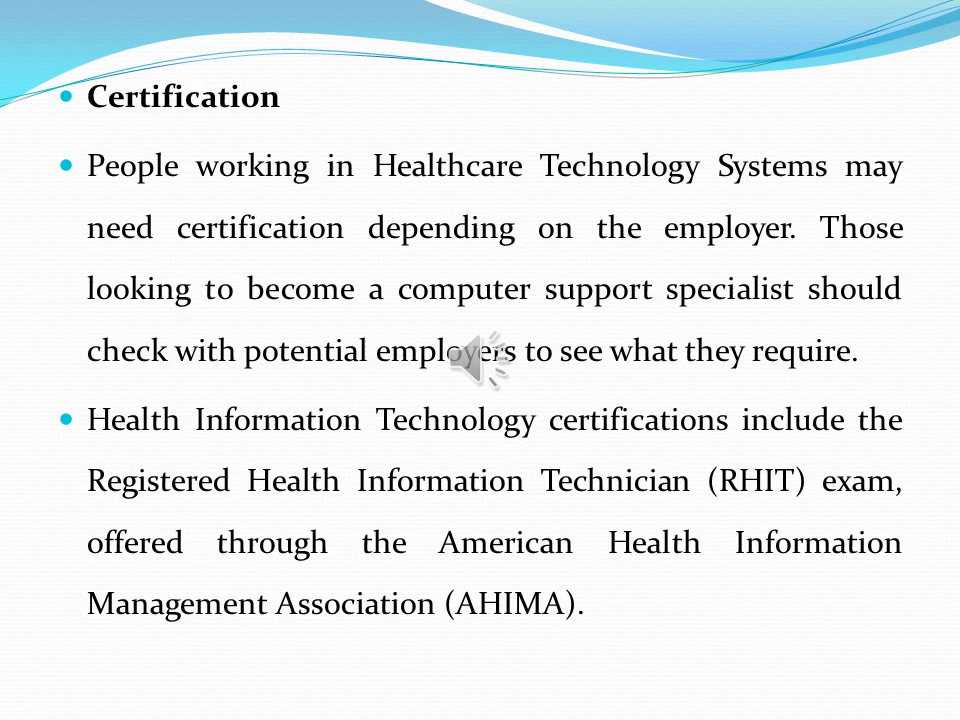 Certification
People working in Healthcare Technology Systems may
need certification depending on the employer. Those
looking to become a computer support specialist should
check with potential employers to see what they require.
Health Information Technology certifications include the
Registered Health Information Technician (RHIT) exam,
offered through the American Health Information
Management Association (AHIMA).